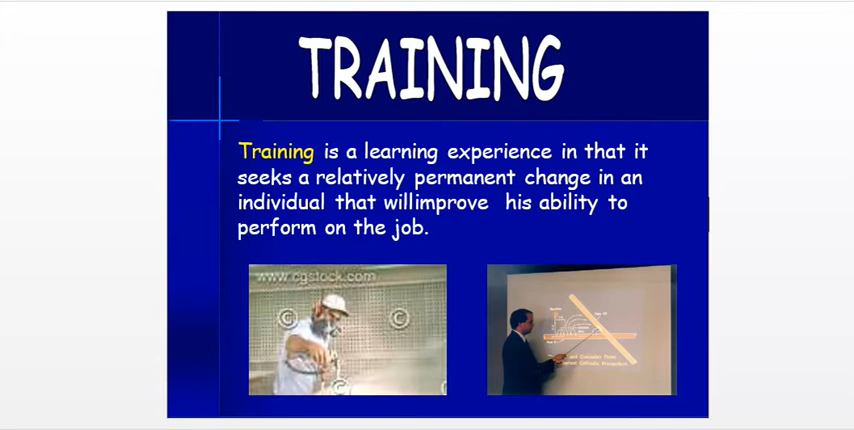 TRAINING
Training is a learning experience in that it
seeks a relatively permanent change in an
individual that willimprove his ability to
perform on the job.
www.cgstock.com
©
©
©